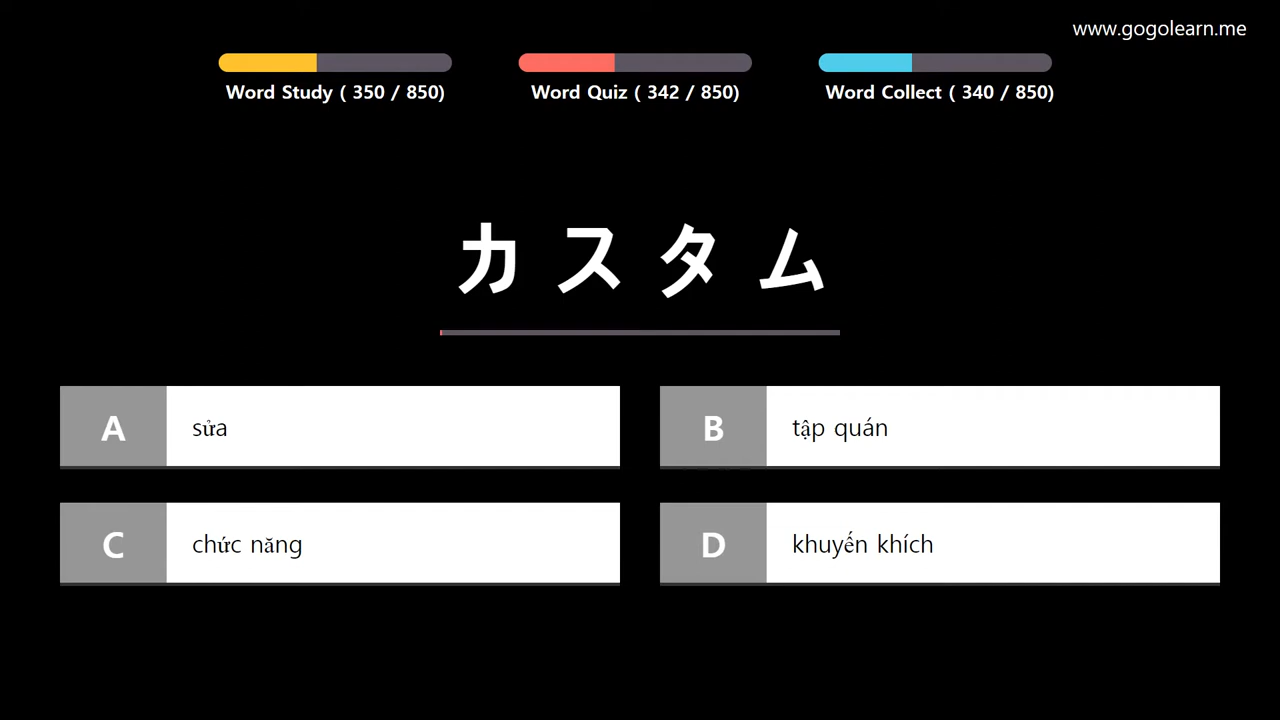 www.gogolearn.me
Word Study ( 350 / 850)
Word Quiz ( 342 / 850)
Word Collect ( 340 / 850)
カスタム
A sửa
B tập quán
C chức năng
D khuyến khích